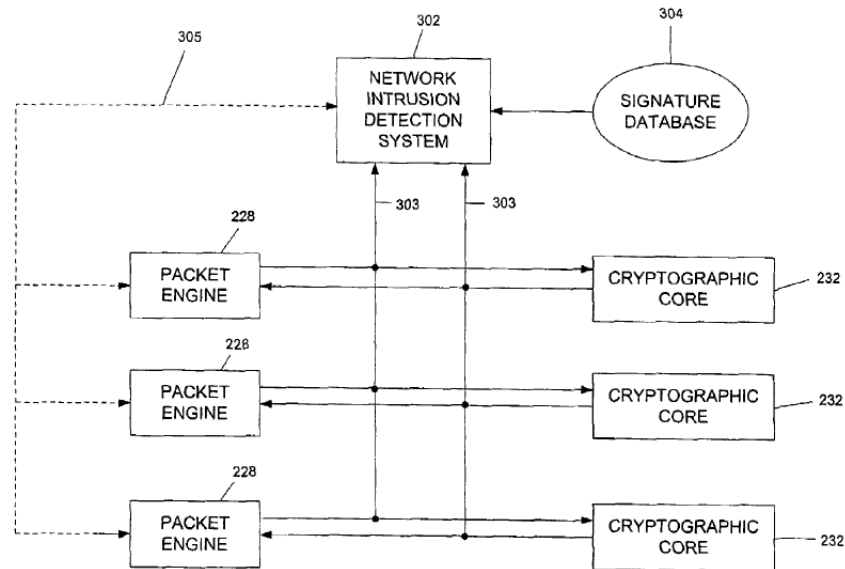 305
302
304
NETWORK
INTRUSION
DETECTION
SYSTEM
SIGNATURE
DATABASE
303
303
228
PACKET
ENGINE
CRYPTOGRAPHIC
CORE
232
228
PACKET
ENGINE
CRYPTOGRAPHIC
CORE
232
228
PACKET
ENGINE
CRYPTOGRAPHIC
CORE
232